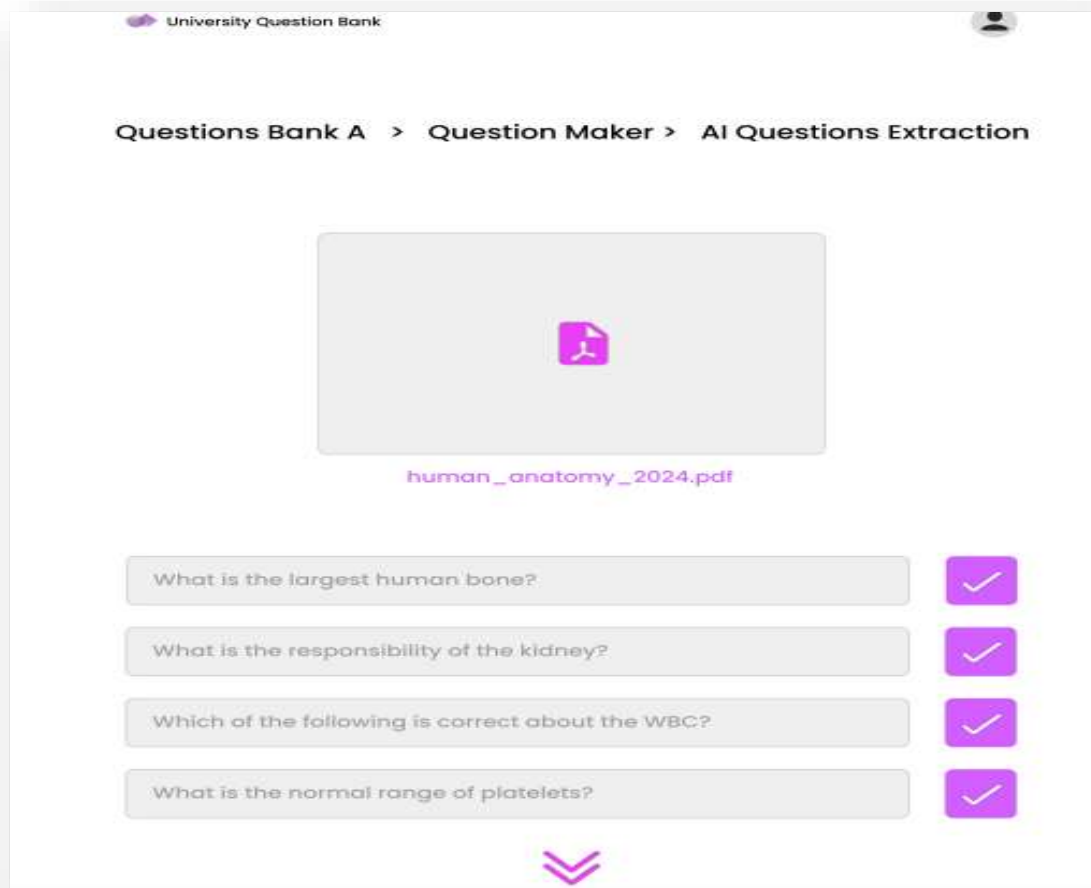 University Question Bank
Questions Bank A > Question Maker > AI Questions Extraction
human_anatomy_2024.pdf
What is the largest human bone?
What is the responsibility of the kidney?
Which of the following is correct about the WBC?
What is the normal range of platelets?